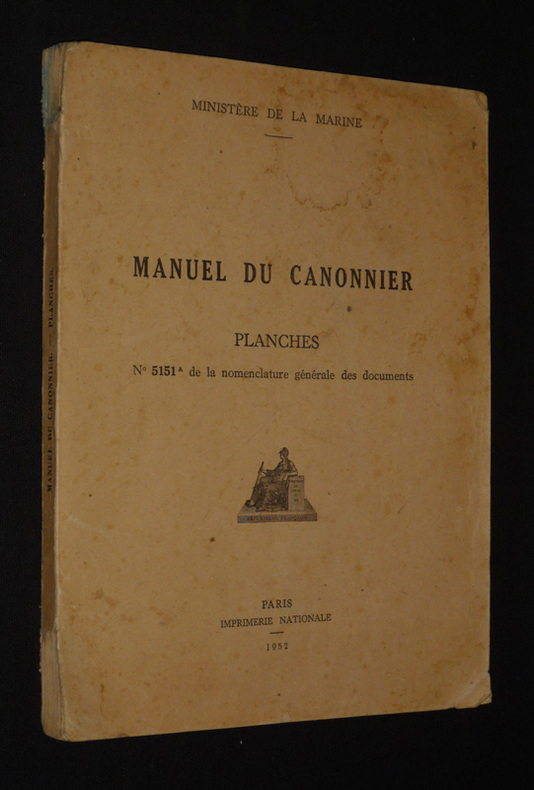 MINISTÈRE DE LA MARINE
MANUEL DU CANONNIER
PLANCHES
N° 5151ᴬ de la nomenclature générale des documents
PARIS
IMPRIMERIE NATIONALE
1952
MANUEL DU CANONNIER. — PLANCHES.